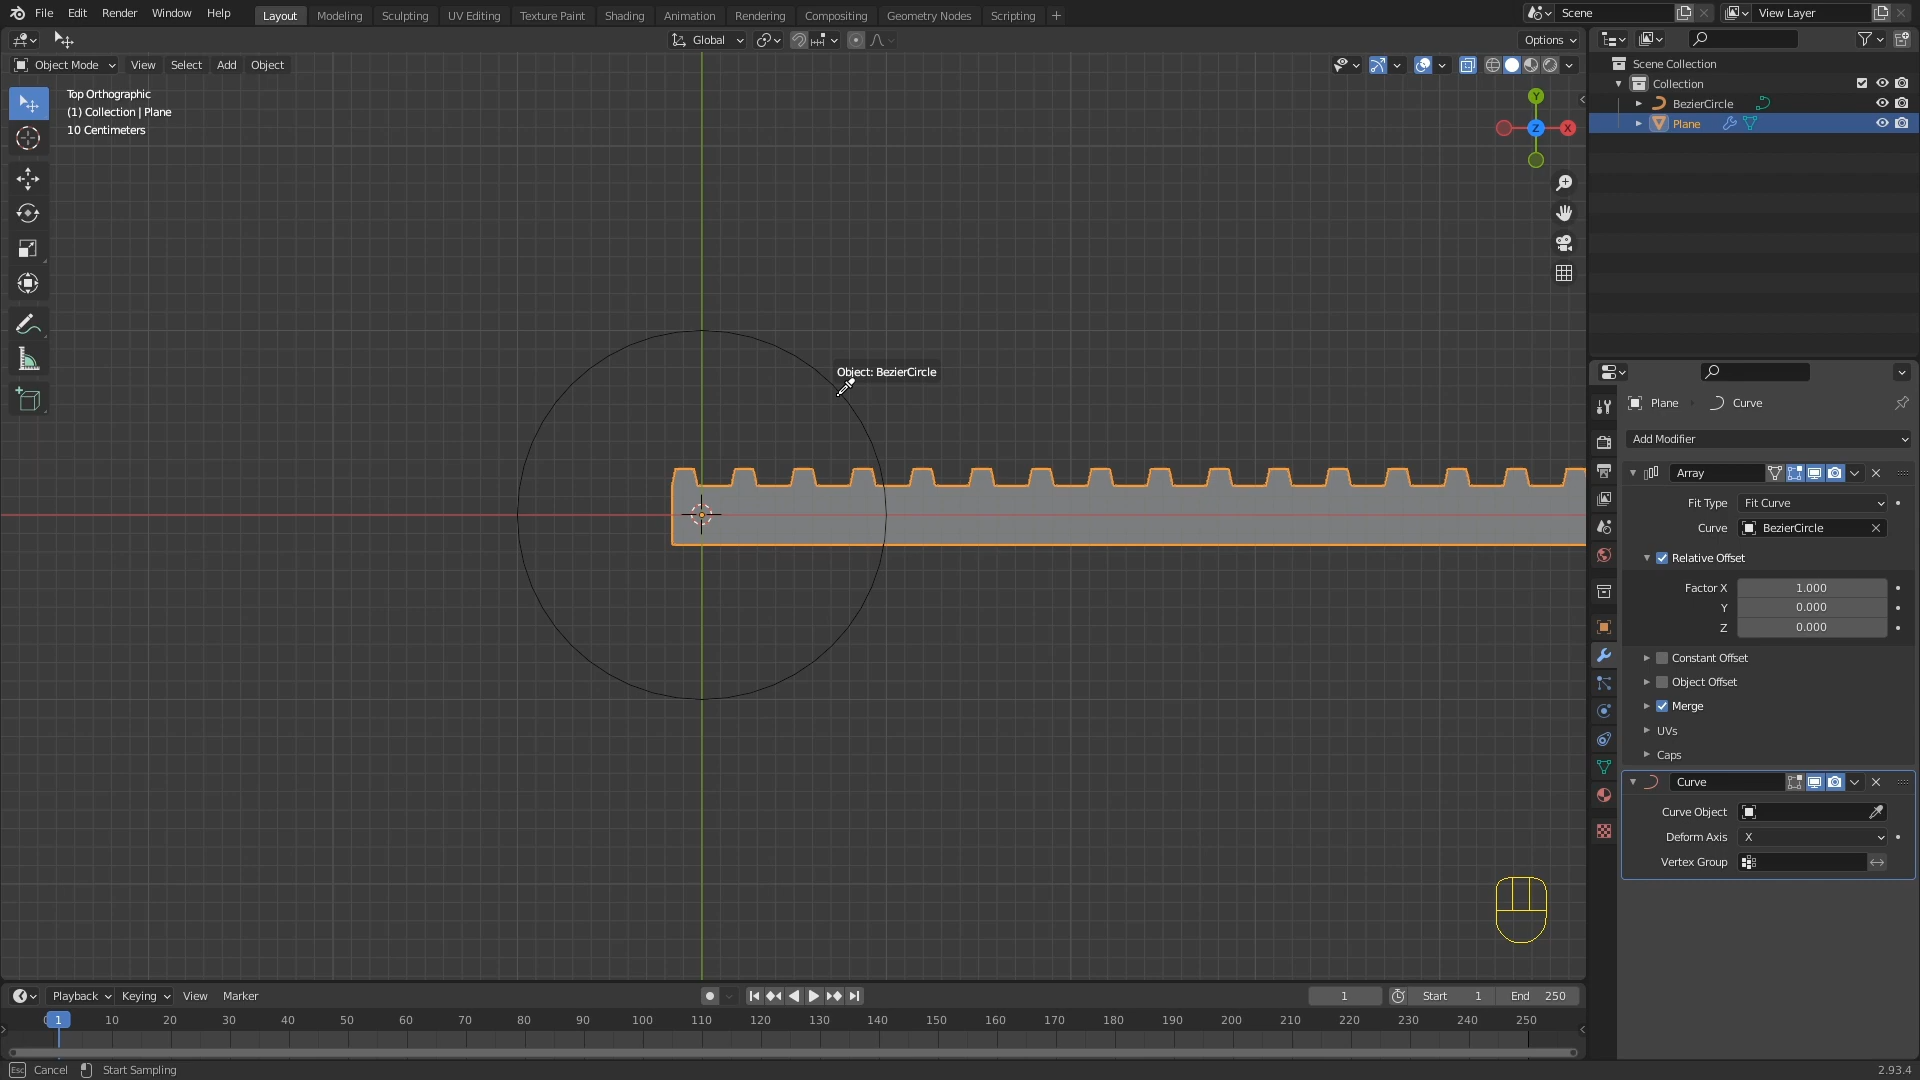 File Edit Render Window Help Layout Modeling Sculpting UV Editing Texture Paint Shading Animation Rendering Compositing Geometry Nodes Scripting + Scene View Layer
Global Options
Object Mode View Select Add Object
Top Orthographic
(1) Collection | Plane
10 Centimeters
Y
X
Z
Object: BezierCircle
Scene Collection
Collection
BezierCircle
Plane
Plane Curve
Add Modifier
Array
Fit Type Fit Curve
Curve BezierCircle
Relative Offset
Factor X 1.000
Y 0.000
Z 0.000
Constant Offset
Object Offset
Merge
UVs
Caps
Curve
Curve Object
Deform Axis X
Vertex Group
Playback Keying View Marker 1 Start 1 End 250
1 10 20 30 40 50 60 70 80 90 100 110 120 130 140 150 160 170 180 190 200 210 220 230 240 250
Esc Cancel Start Sampling 2.93.4